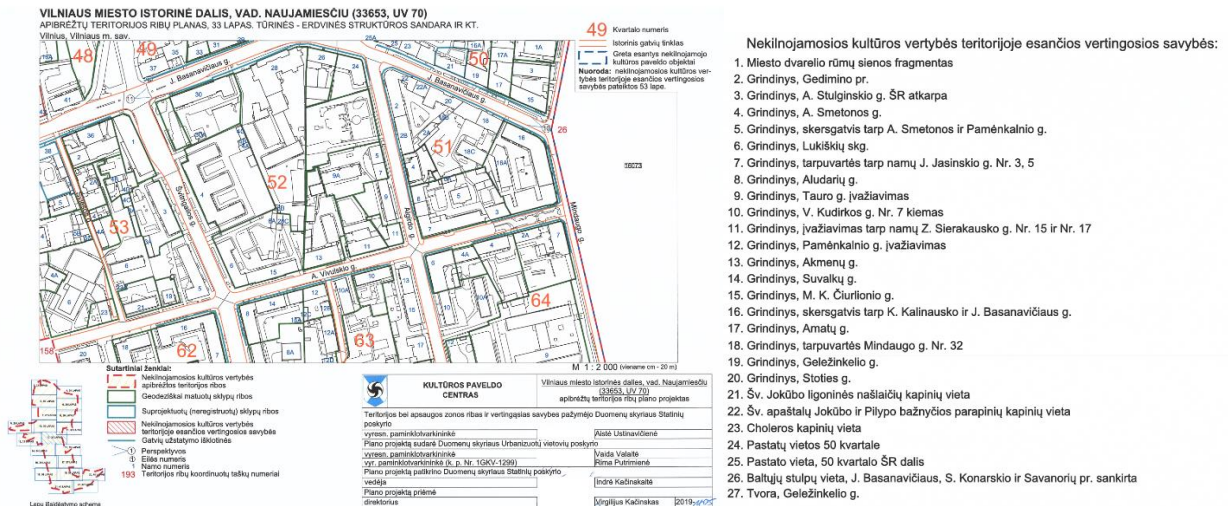 VILNIAUS MIESTO ISTORINĖ DALIS, VAD. NAUJAMIESČIU (33653, UV 70)
APIBRĖŽTŲ TERITORIJOS RIBŲ PLANAS, 33 LAPAS. TŪRINĖS - ERDVINĖS STRUKTŪROS SANDARA IR KT.
Vilnius, Vilniaus m. sav.
48
49
50
51
52
53
62
63
64
26
158
16073
J. Basanavičiaus g.
J. Basanavičiaus g.
Švitrigailos g.
Algirdo g.
Mindaugo g.
A. Vivulskio g.
49 Kvartalo numeris
Istorinis gatvių tinklas
Greta esantys nekilnojamojo
kultūros paveldo objektai
Nuoroda: nekilnojamosios kultūros ver-
tybės teritorijoje esančios vertingosios
savybės pateiktos 53 lape.
M 1 : 2 000 (viename cm - 20 m)
Sutartiniai ženklai:
Nekilnojamosios kultūros vertybės
apibrėžtos teritorijos ribos
Geodeziškai matuotų sklypų ribos
Suprojektuotų (neregistruotų) sklypų ribos
Nekilnojamosios kultūros vertybės
teritorijoje esančios vertingosios savybės
Gatvių užstatymo išklotinės
Perspektyvos
Eilės numeris
1 Namo numeris
193 Teritorijos ribų koordinuotų taškų numeriai
Lapų išdėstymo schema
KULTŪROS PAVELDO
CENTRAS
Vilniaus miesto istorinės dalies, vad. Naujamiesčiu
(33653, UV 70)
apibrėžtų teritorijos ribų plano projektas
Teritorijos bei apsaugos zonos ribas ir vertingąsias savybes pažymėjo Duomenų skyriaus Statinių
poskyrio
vyresn. paminklotvarkininkė Aistė Ustinavičienė
Plano projektą sudarė Duomenų skyriaus Urbanizuotų vietovių poskyrio
vyresn. paminklotvarkininkė Vaida Valaitė
vyr. paminklotvarkininkė (k. p. Nr. 1GKV-1299) Rima Putrimienė
Plano projektą patikrino Duomenų skyriaus Statinių poskyrio
vedėja Indrė Kačinskaitė
Plano projektą priėmė
direktorius Virgilijus Kačinskas 2019
Nekilnojamosios kultūros vertybės teritorijoje esančios vertingosios savybės:
1. Miesto dvarelio rūmų sienos fragmentas
2. Grindinys, Gedimino pr.
3. Grindinys, A. Stulginskio g. ŠR atkarpa
4. Grindinys, A. Smetonos g.
5. Grindinys, skersgatvis tarp A. Smetonos ir Pamėnkalnio g.
6. Grindinys, Lukiškių skg.
7. Grindinys, tarpuvartės tarp namų J. Jasinskio g. Nr. 3, 5
8. Grindinys, Aludarių g.
9. Grindinys, Tauro g. įvažiavimas
10. Grindinys, V. Kudirkos g. Nr. 7 kiemas
11. Grindinys, įvažiavimas tarp namų Z. Sierakausko g. Nr. 15 ir Nr. 17
12. Grindinys, Pamėnkalnio g. įvažiavimas
13. Grindinys, Akmenų g.
14. Grindinys, Suvalkų g.
15. Grindinys, M. K. Čiurlionio g.
16. Grindinys, skersgatvis tarp K. Kalinausko ir J. Basanavičiaus g.
17. Grindinys, Amatų g.
18. Grindinys, tarpuvartės Mindaugo g. Nr. 32
19. Grindinys, Geležinkelio g.
20. Grindinys, Stoties g.
21. Šv. Jokūbo ligoninės našlaičių kapinių vieta
22. Šv. apaštalų Jokūbo ir Pilypo bažnyčios parapinių kapinių vieta
23. Choleros kapinių vieta
24. Pastatų vietos 50 kvartale
25. Pastato vieta, 50 kvartalo ŠR dalis
26. Baltųjų stulpų vieta, J. Basanavičiaus, S. Konarskio ir Savanorių pr. sankirta
27. Tvora, Geležinkelio g.